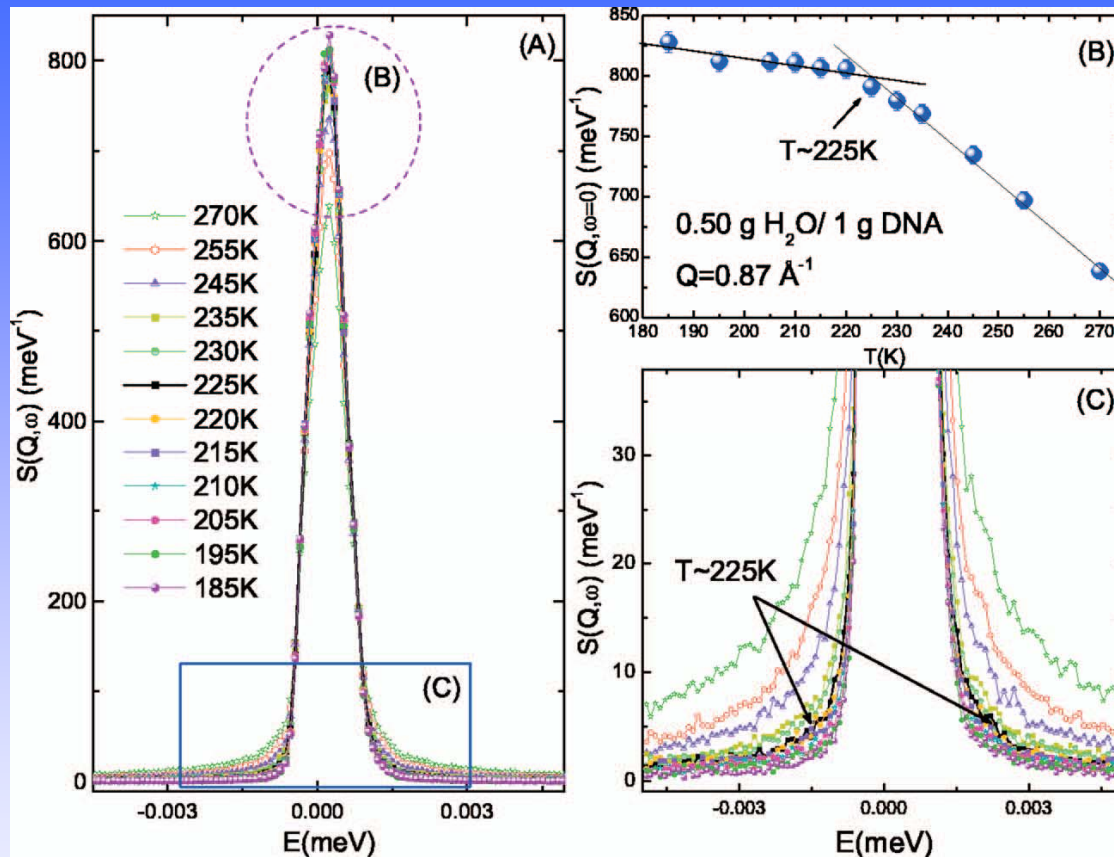 (A)
(B)
800
600
400
200
0
S(Q,ω) (meV⁻¹)
270K
255K
245K
235K
230K
225K
220K
215K
210K
205K
195K
185K
(C)
-0.003
0.000
0.003
E(meV)
(B)
850
800
750
700
650
600
S(Q,ω=0) (meV⁻¹)
T~225K
0.50 g H₂O/ 1 g DNA
Q=0.87 Å⁻¹
180 190 200 210 220 230 240 250 260 270
T(K)
(C)
30
20
10
0
S(Q,ω) (meV⁻¹)
T~225K
-0.003
0.000
0.003
E(meV)